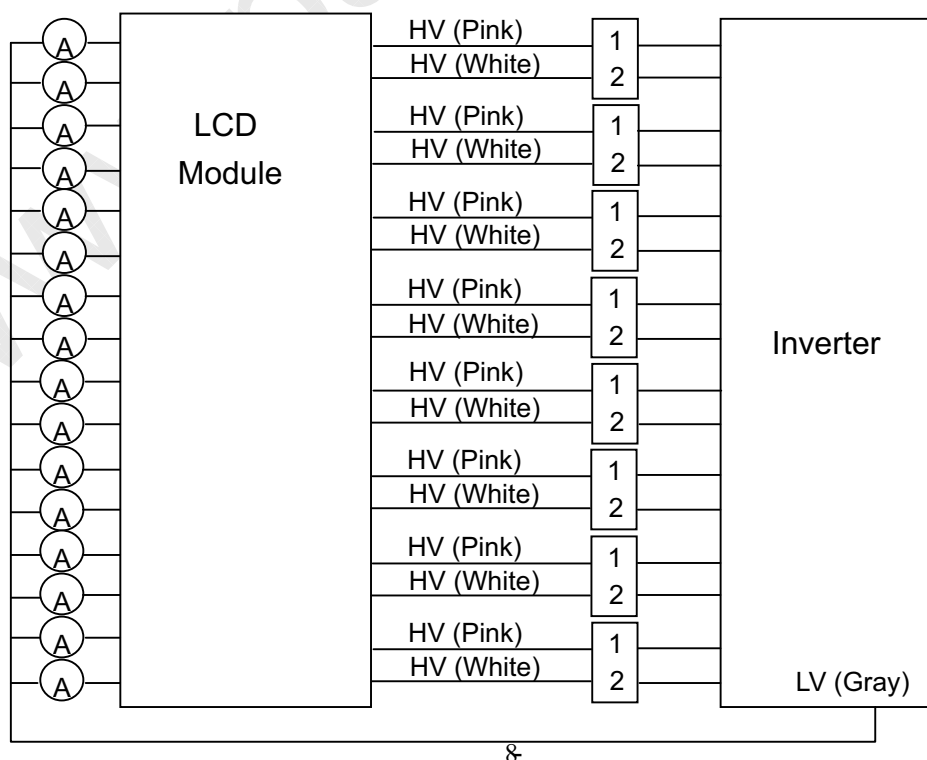 HV (Pink) 1
A
HV (White) 2
A
HV (Pink) 1
A
LCD
HV (White) 2
A
Module
HV (Pink) 1
A
HV (White) 2
A
HV (Pink) 1
A
HV (White) 2
A
Inverter
HV (Pink) 1
A
HV (White) 2
A
HV (Pink) 1
A
HV (White) 2
A
HV (Pink) 1
A
HV (White) 2
A
HV (Pink) 1
A
HV (White) 2
A
LV (Gray)
&